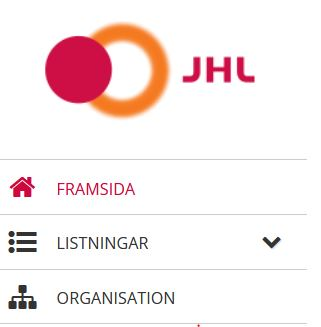 JHL
FRAMSIDA
LISTNINGAR
ORGANISATION